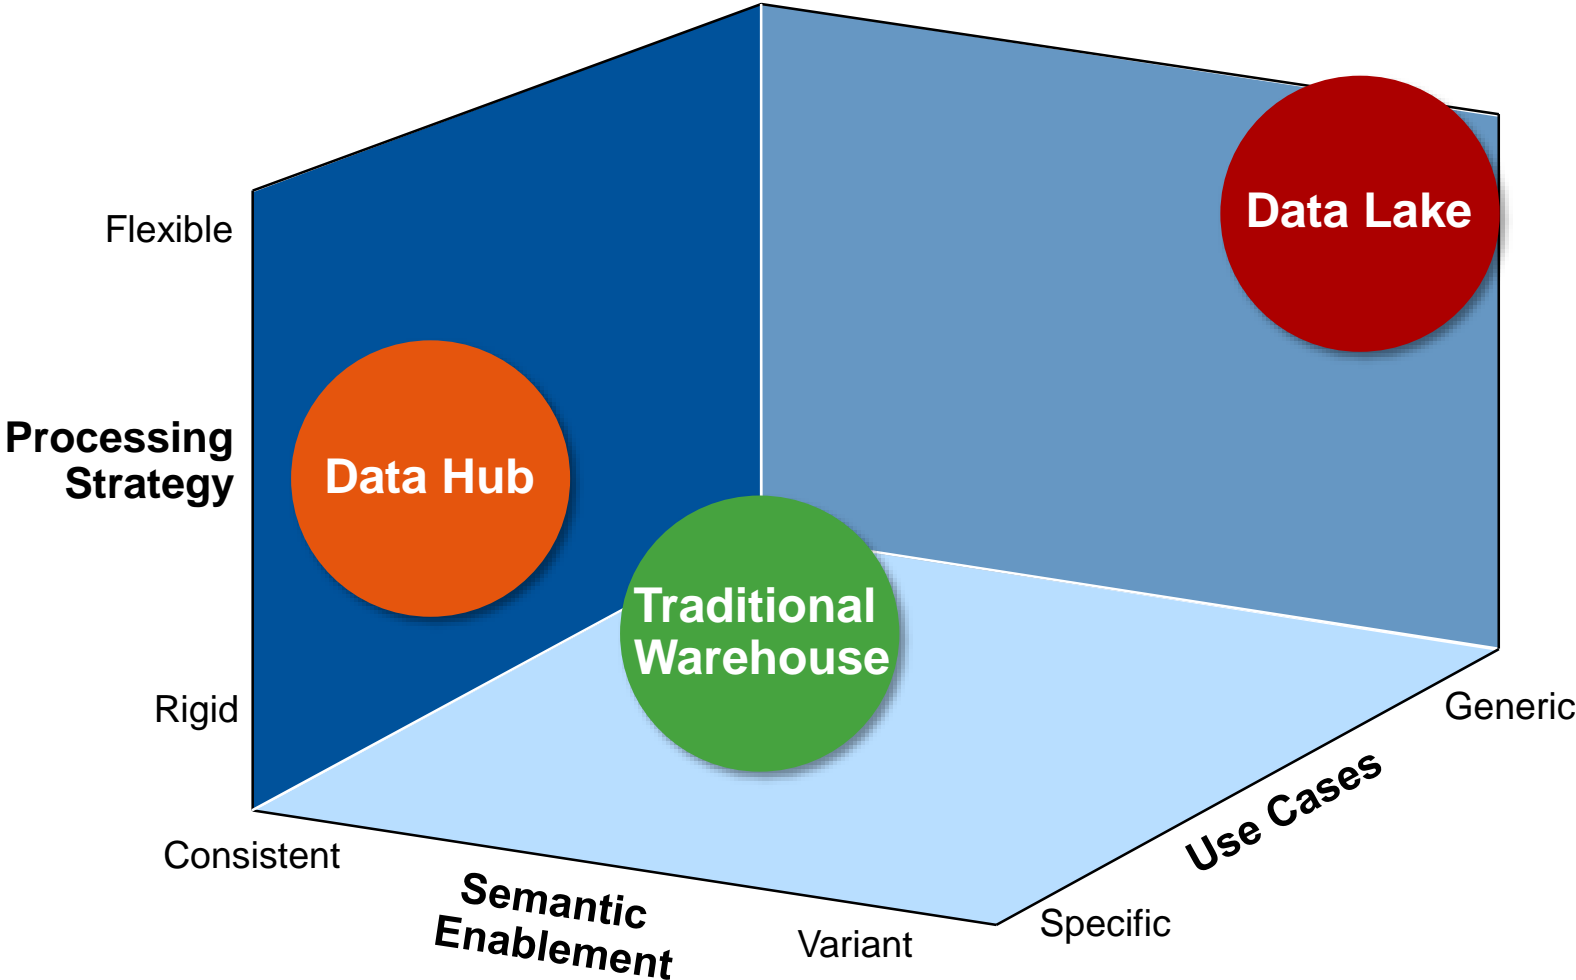 Flexible
Data Lake
Processing
Strategy
Data Hub
Traditional
Warehouse
Rigid
Generic
Use Cases
Consistent
Semantic
Enablement
Variant
Specific